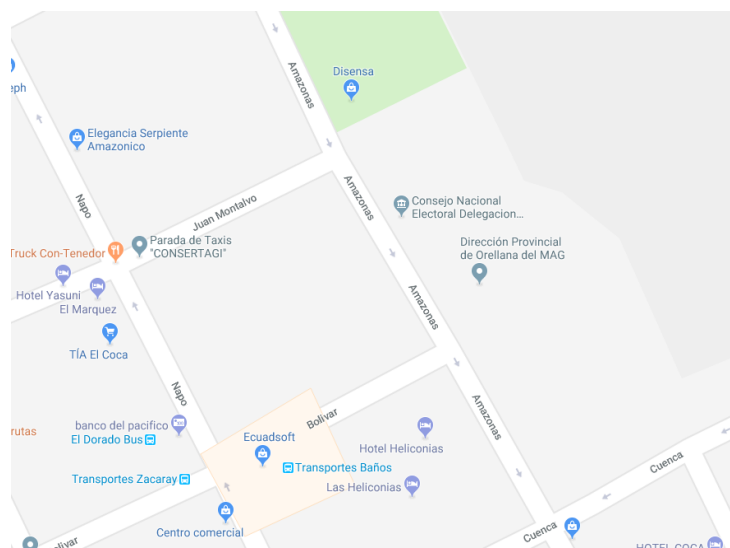 Disensa
Amazonas
eph
Elegancia Serpiente
Amazonico
Napo
Juan Montalvo
Amazonas
Consejo Nacional
Electoral Delegacion...
Truck Con-Tenedor
Parada de Taxis
"CONSERTAGI"
Dirección Provincial
de Orellana del MAG
Hotel Yasuni
El Marquez
Amazonas
TÍA El Coca
Napo
Bolivar
Amazonas
banco del pacifico
rutas
El Dorado Bus
Ecuadsoft
Hotel Heliconias
Transportes Baños
Cuenca
Transportes Zacaray
Las Heliconias
Centro comercial
Cuenca
olivar
HOTEL COCA